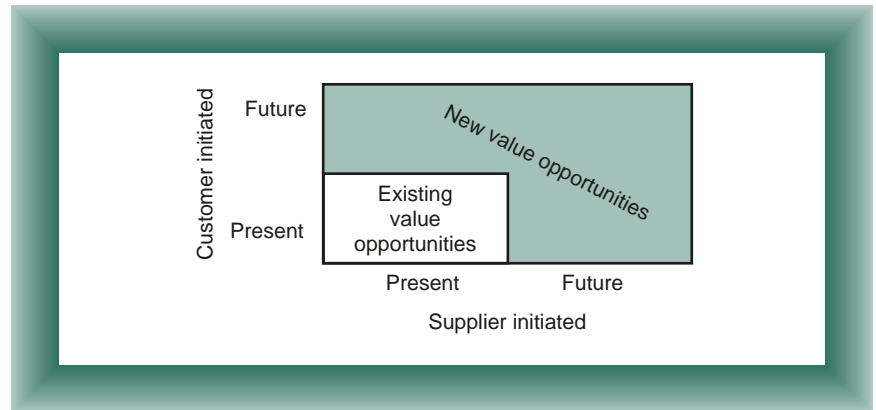 Customer initiated
Future
Present
New value opportunities
Existing
value
opportunities
Present
Future
Supplier initiated